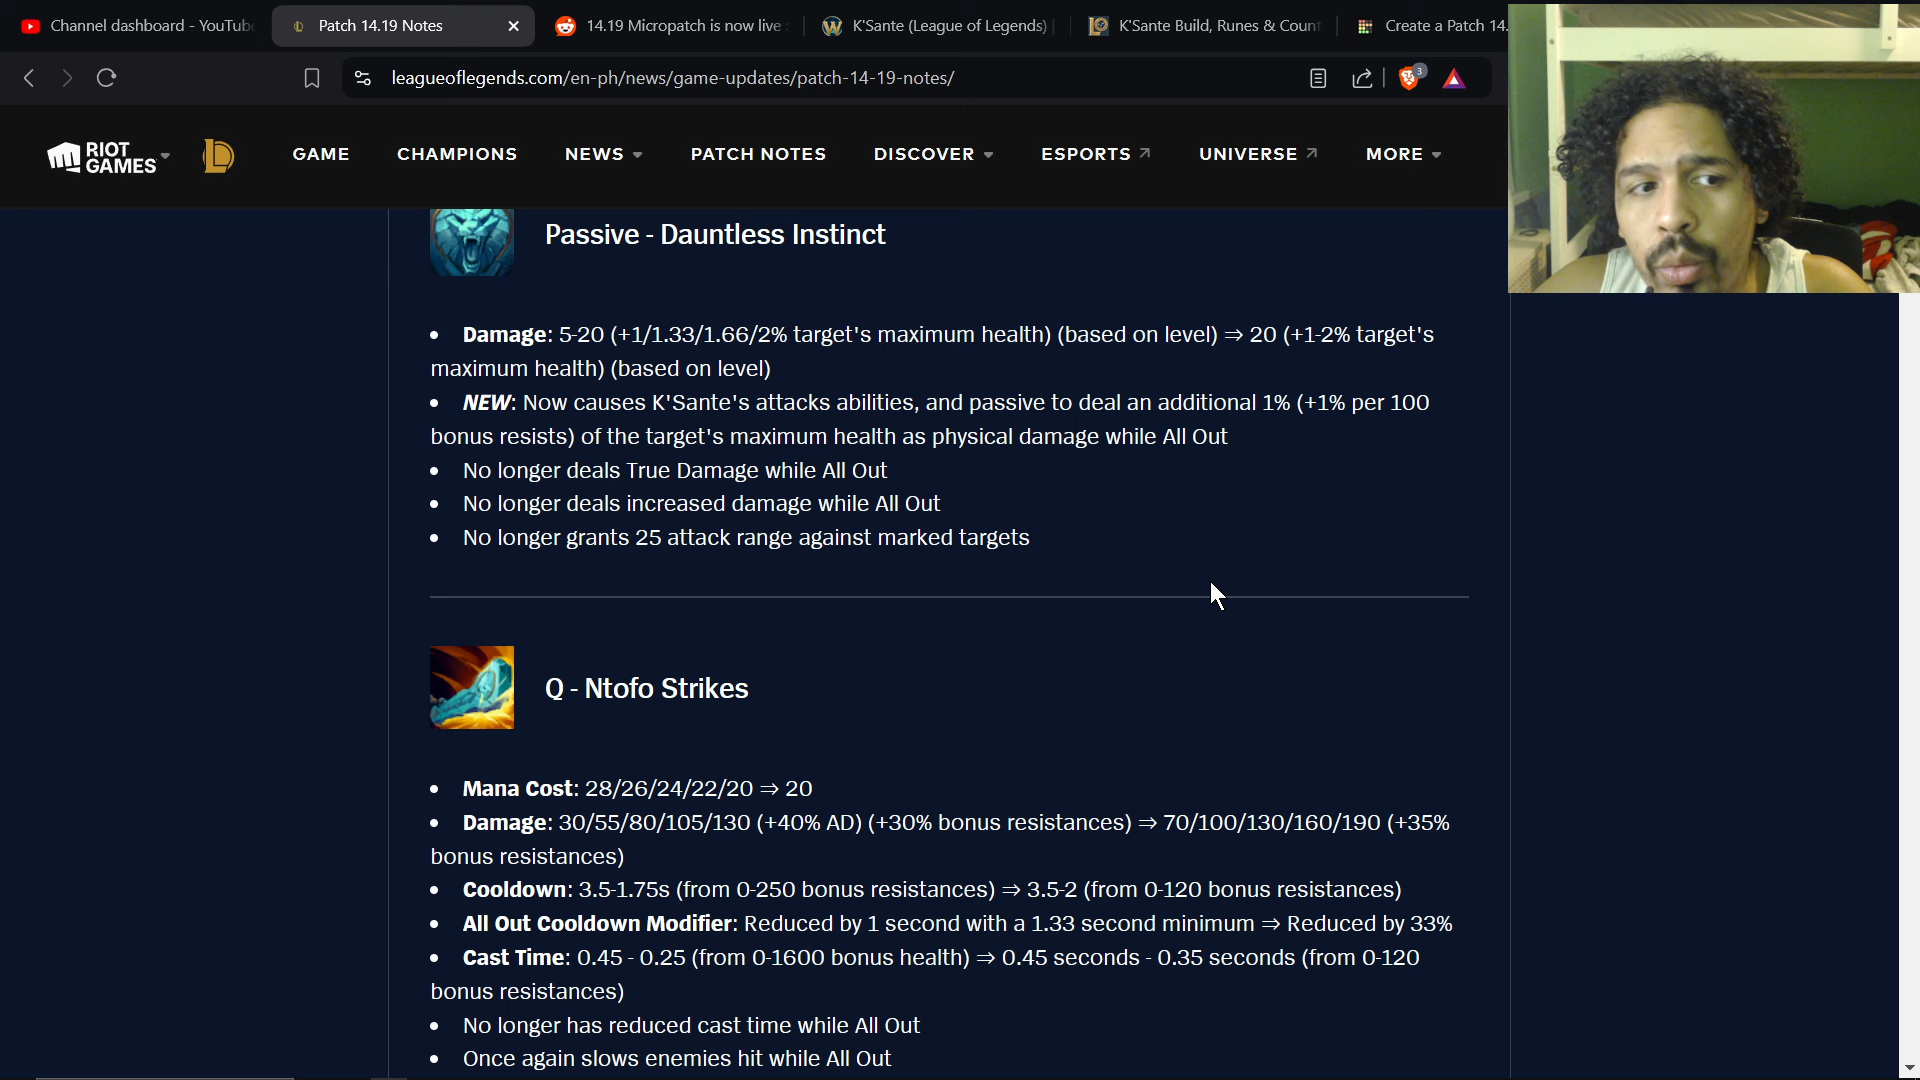 Channel dashboard - YouTub
Patch 14.19 Notes
14.19 Micropatch is now live :
K'Sante (League of Legends)
K'Sante Build, Runes & Count
Create a Patch 14.
leagueoflegends.com/en-ph/news/game-updates/patch-14-19-notes/
3
RIOT GAMES
GAME
CHAMPIONS
NEWS
PATCH NOTES
DISCOVER
ESPORTS
UNIVERSE
MORE
Passive - Dauntless Instinct
• Damage: 5-20 (+1/1.33/1.66/2% target's maximum health) (based on level) ⇒ 20 (+1-2% target's
maximum health) (based on level)
• NEW: Now causes K'Sante's attacks abilities, and passive to deal an additional 1% (+1% per 100
bonus resists) of the target's maximum health as physical damage while All Out
• No longer deals True Damage while All Out
• No longer deals increased damage while All Out
• No longer grants 25 attack range against marked targets
Q - Ntofo Strikes
• Mana Cost: 28/26/24/22/20 ⇒ 20
• Damage: 30/55/80/105/130 (+40% AD) (+30% bonus resistances) ⇒ 70/100/130/160/190 (+35%
bonus resistances)
• Cooldown: 3.5-1.75s (from 0-250 bonus resistances) ⇒ 3.5-2 (from 0-120 bonus resistances)
• All Out Cooldown Modifier: Reduced by 1 second with a 1.33 second minimum ⇒ Reduced by 33%
• Cast Time: 0.45 - 0.25 (from 0-1600 bonus health) ⇒ 0.45 seconds - 0.35 seconds (from 0-120
bonus resistances)
• No longer has reduced cast time while All Out
• Once again slows enemies hit while All Out